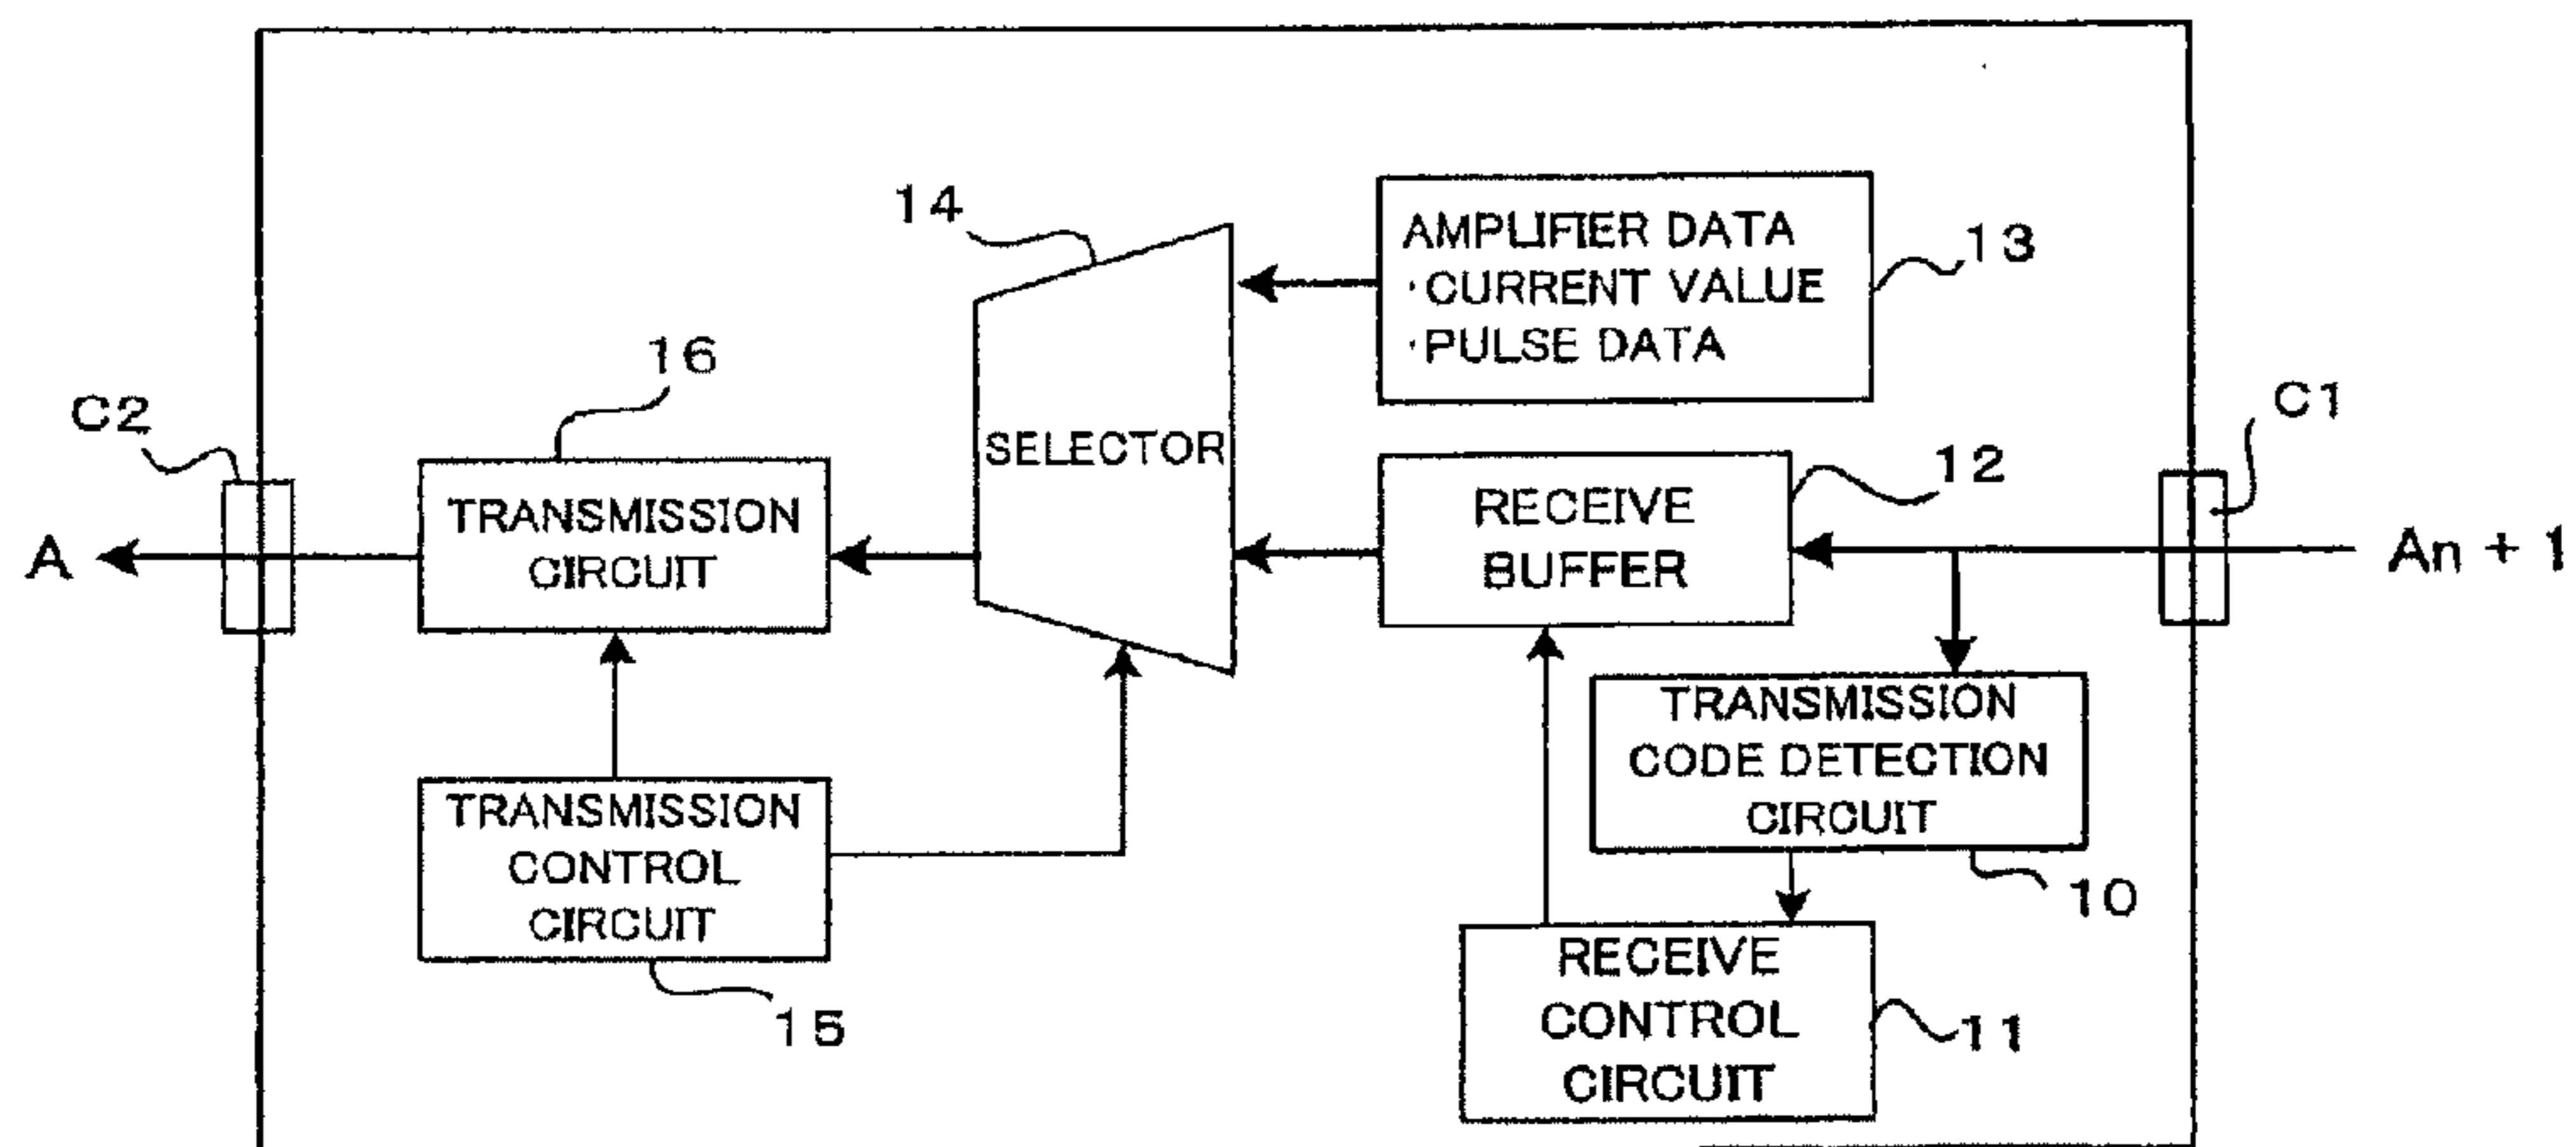 14
AMPLIFIER DATA
·CURRENT VALUE
·PULSE DATA
13
16
C2
C1
SELECTOR
12
RECEIVE
BUFFER
TRANSMISSION
CIRCUIT
A
An + 1
TRANSMISSION
CODE DETECTION
CIRCUIT
10
TRANSMISSION
CONTROL
CIRCUIT
15
RECEIVE
CONTROL
CIRCUIT
11